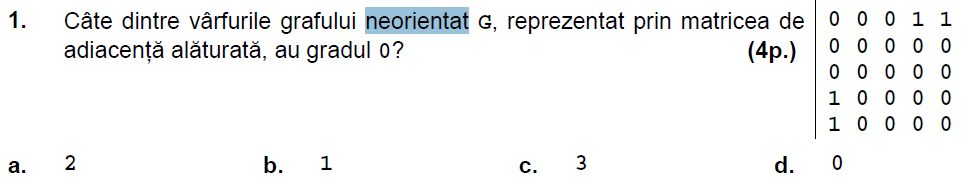 1. Câte dintre vârfurile grafului neorientat G, reprezentat prin matricea de
adiacență alăturată, au gradul 0? (4p.)
0 0 0 1 1
0 0 0 0 0
0 0 0 0 0
1 0 0 0 0
1 0 0 0 0
a. 2 b. 1 c. 3 d. 0